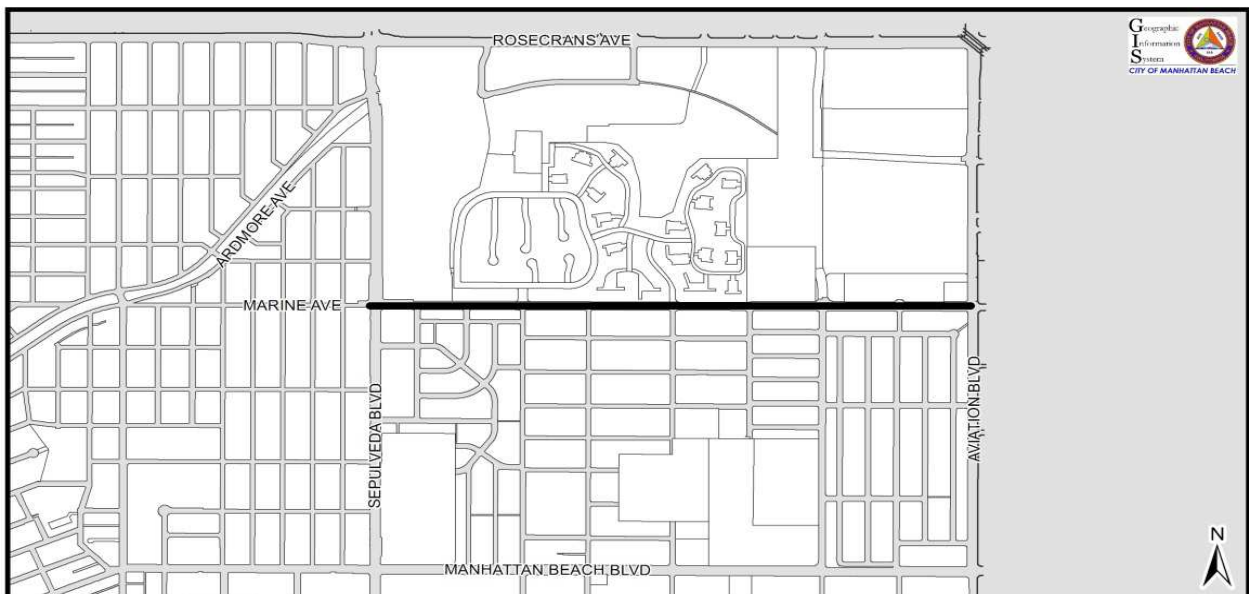 ROSECRANS AVE
Geographic
Information
System
CITY OF MANHATTAN BEACH
ARDMORE AVE
MARINE AVE
SEPULVEDA BLVD
AVIATION BLVD
MANHATTAN BEACH BLVD
N